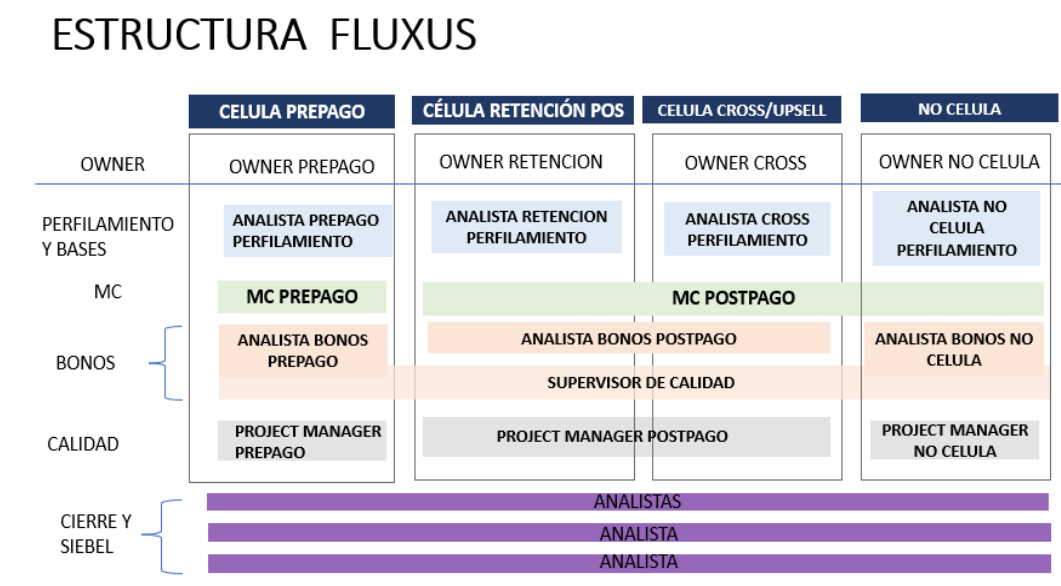 ESTRUCTURA FLUXUS
CELULA PREPAGO
CÉLULA RETENCIÓN POS
CELULA CROSS/UPSELL
NO CELULA
OWNER
OWNER PREPAGO
OWNER RETENCION
OWNER CROSS
OWNER NO CELULA
PERFILAMIENTO
Y BASES
ANALISTA PREPAGO
PERFILAMIENTO
ANALISTA RETENCION
PERFILAMIENTO
ANALISTA CROSS
PERFILAMIENTO
ANALISTA NO
CELULA
PERFILAMIENTO
MC
MC PREPAGO
MC POSTPAGO
BONOS
ANALISTA BONOS
PREPAGO
ANALISTA BONOS POSTPAGO
ANALISTA BONOS NO
CELULA
SUPERVISOR DE CALIDAD
CALIDAD
PROJECT MANAGER
PREPAGO
PROJECT MANAGER POSTPAGO
PROJECT MANAGER
NO CELULA
CIERRE Y
SIEBEL
ANALISTAS
ANALISTA
ANALISTA